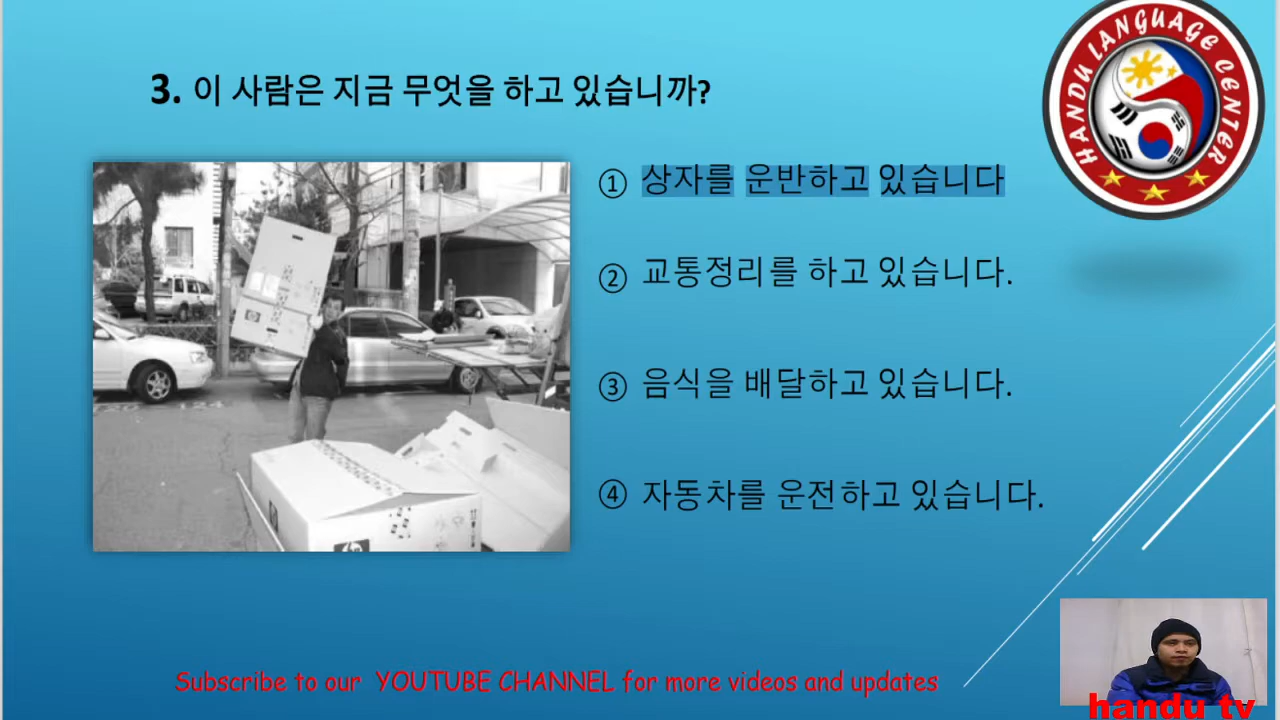 3. 이 사람은 지금 무엇을 하고 있습니까?
HANDU LANGUAGE CENTER
① 상자를 운반하고 있습니다
② 교통정리를 하고 있습니다.
③ 음식을 배달하고 있습니다.
④ 자동차를 운전하고 있습니다.
hp
hp
Subscribe to our YOUTUBE CHANNEL for more videos and updates
handu tv